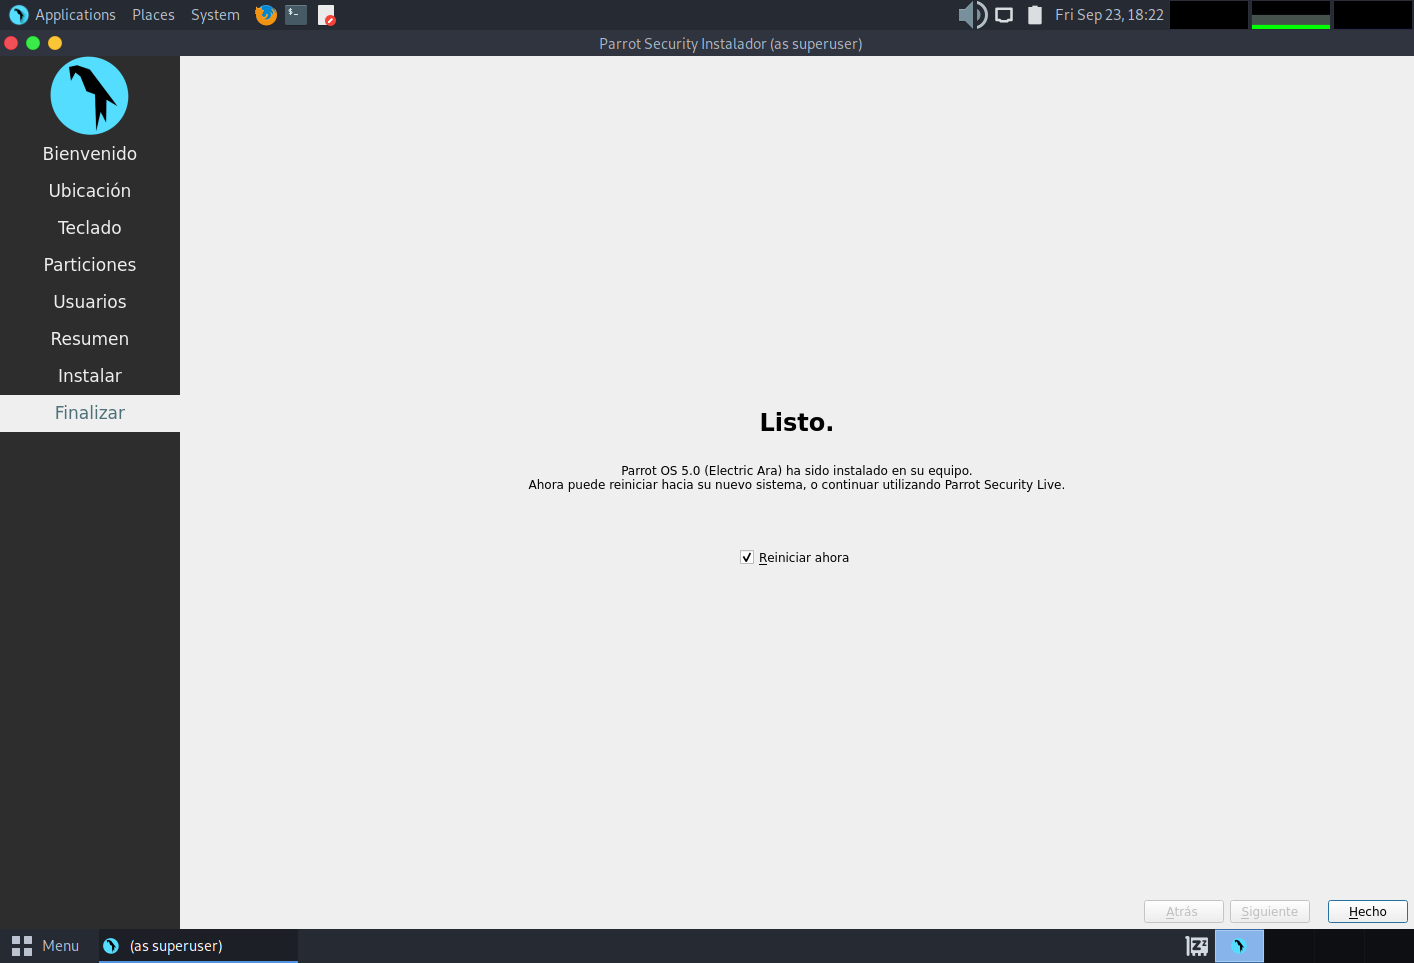 Applications Places System
$-
Fri Sep 23, 18:22
Parrot Security Instalador (as superuser)
Bienvenido
Ubicación
Teclado
Particiones
Usuarios
Resumen
Instalar
Finalizar
Listo.
Parrot OS 5.0 (Electric Ara) ha sido instalado en su equipo.
Ahora puede reiniciar hacia su nuevo sistema, o continuar utilizando Parrot Security Live.
Reiniciar ahora
Atrás Siguiente Hecho
Menu (as superuser)